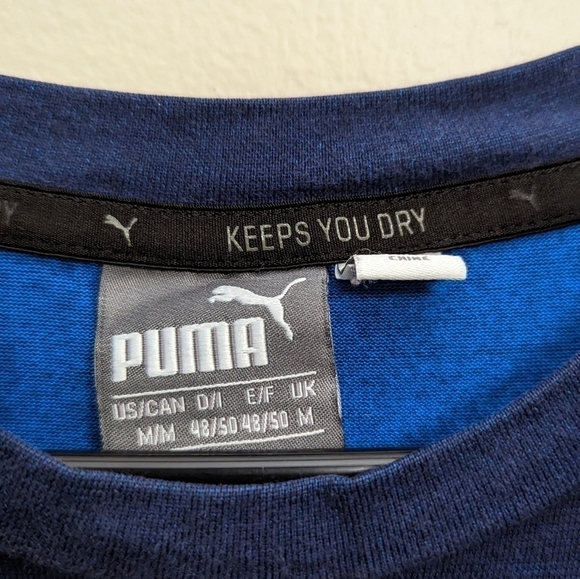 KEEPS YOU DRY
PUMA
US/CAN D/I E/F UK
M/M 48/50 48/50 M